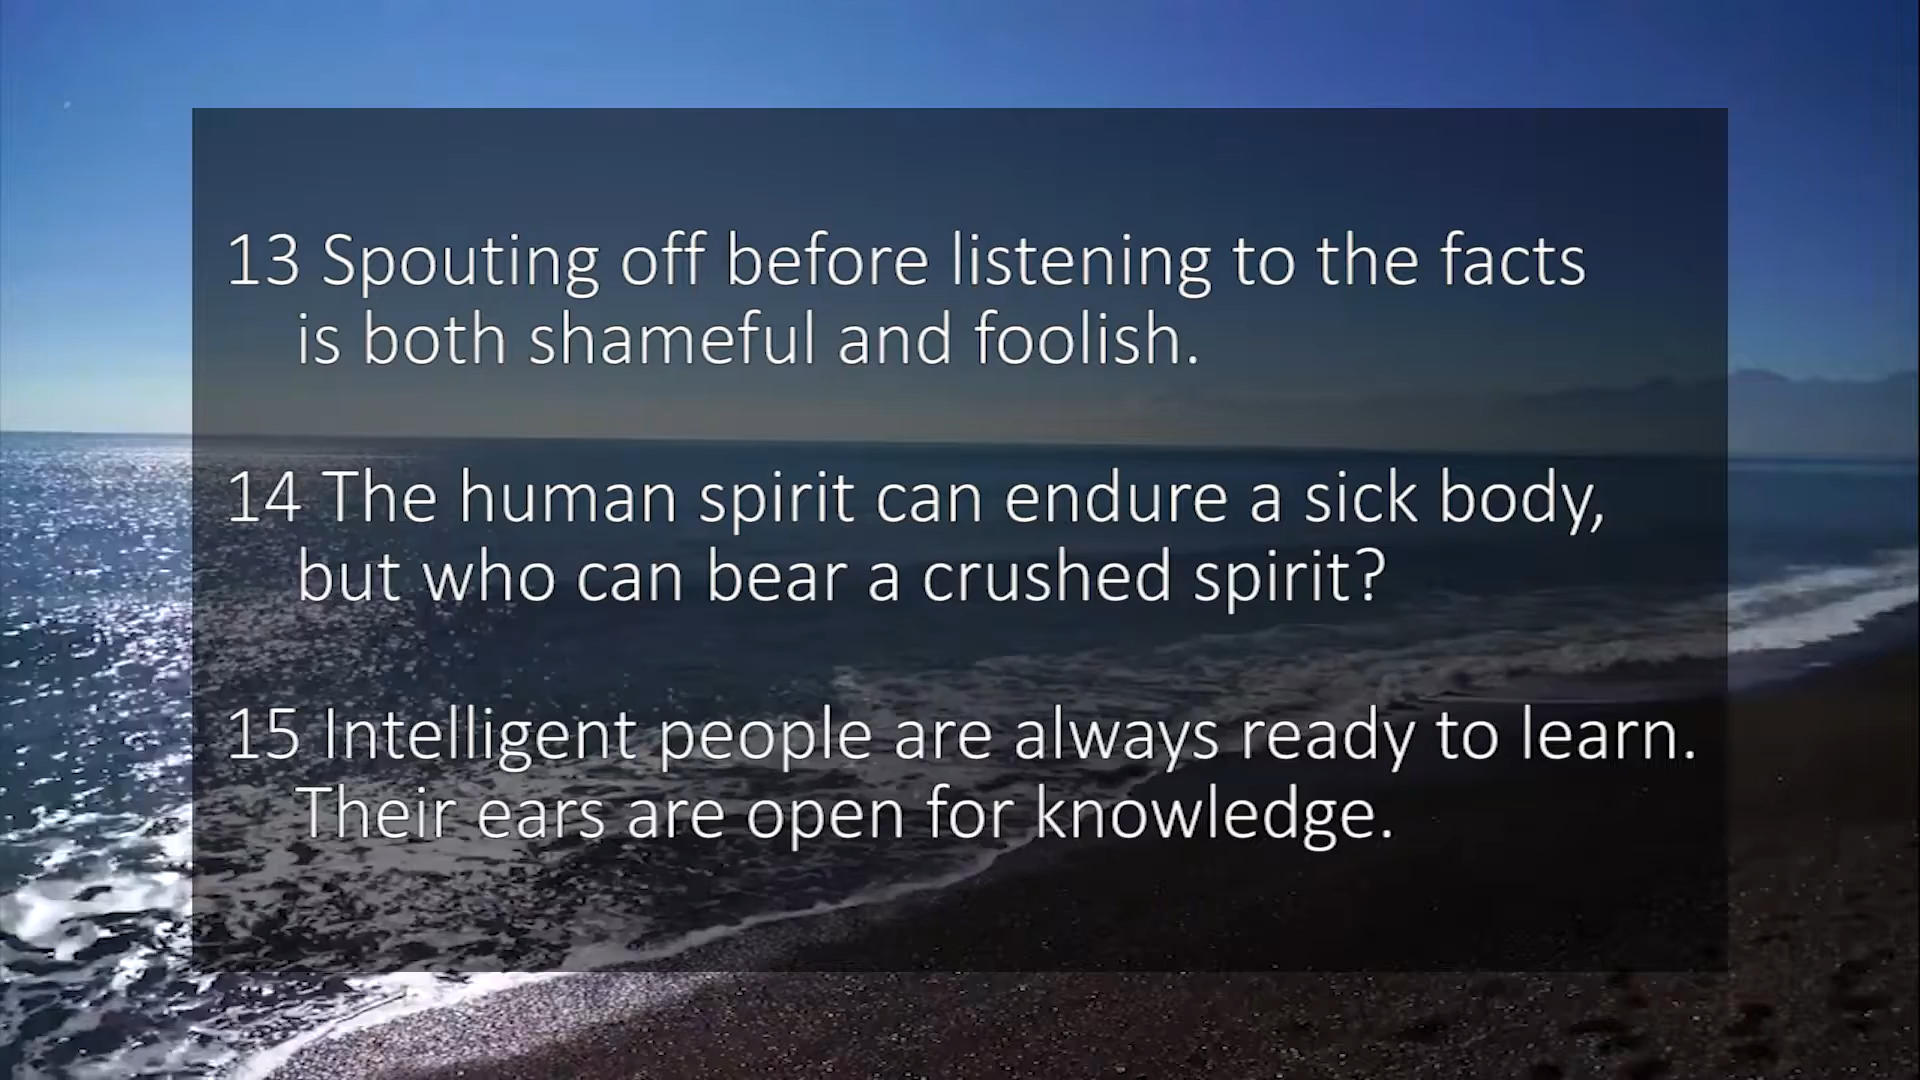 13 Spouting off before listening to the facts
is both shameful and foolish.
14 The human spirit can endure a sick body,
but who can bear a crushed spirit?
15 Intelligent people are always ready to learn.
Their ears are open for knowledge.